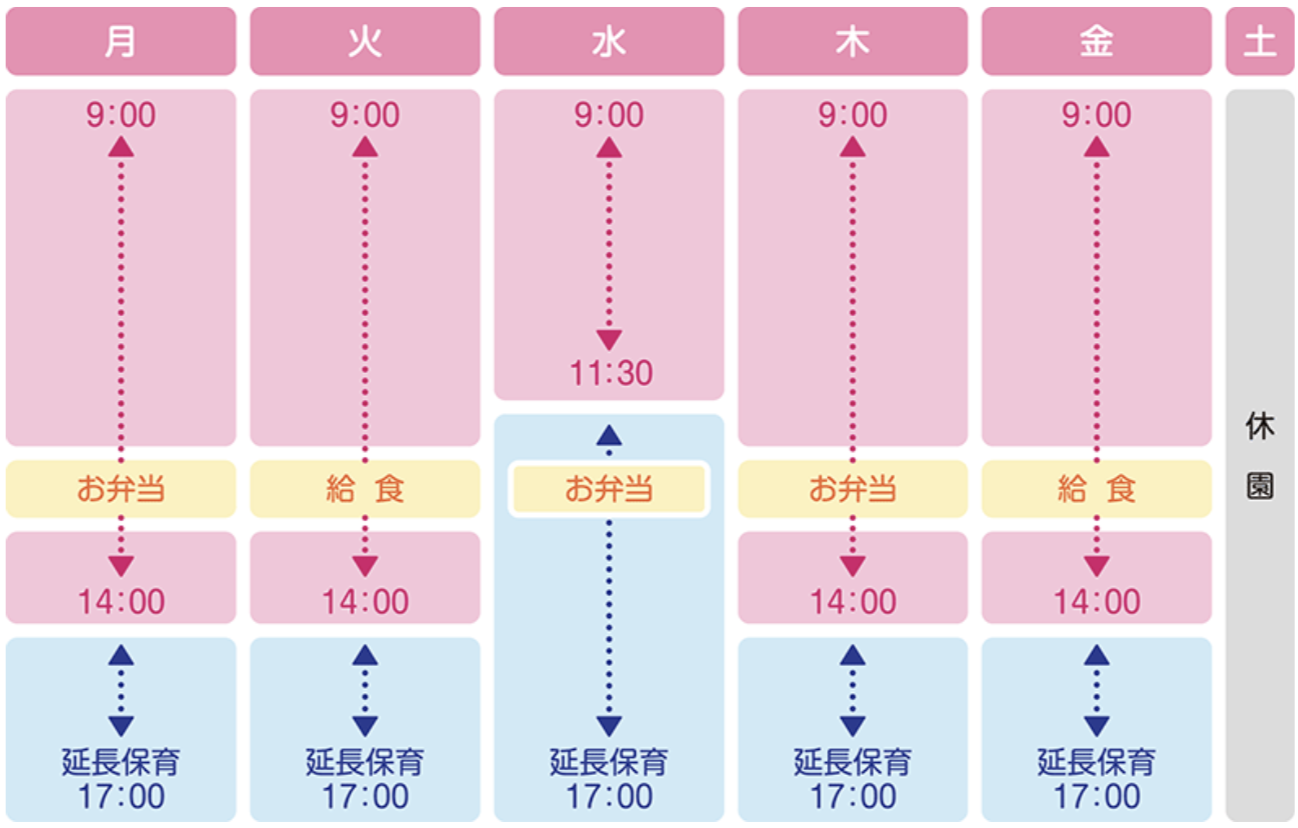 月 火 水 木 金 土
9:00 9:00 9:00 9:00 9:00
11:30
お弁当 給食 お弁当 お弁当 給食
14:00 14:00 14:00 14:00
延長保育 延長保育 延長保育 延長保育 延長保育
17:00 17:00 17:00 17:00 17:00
休園